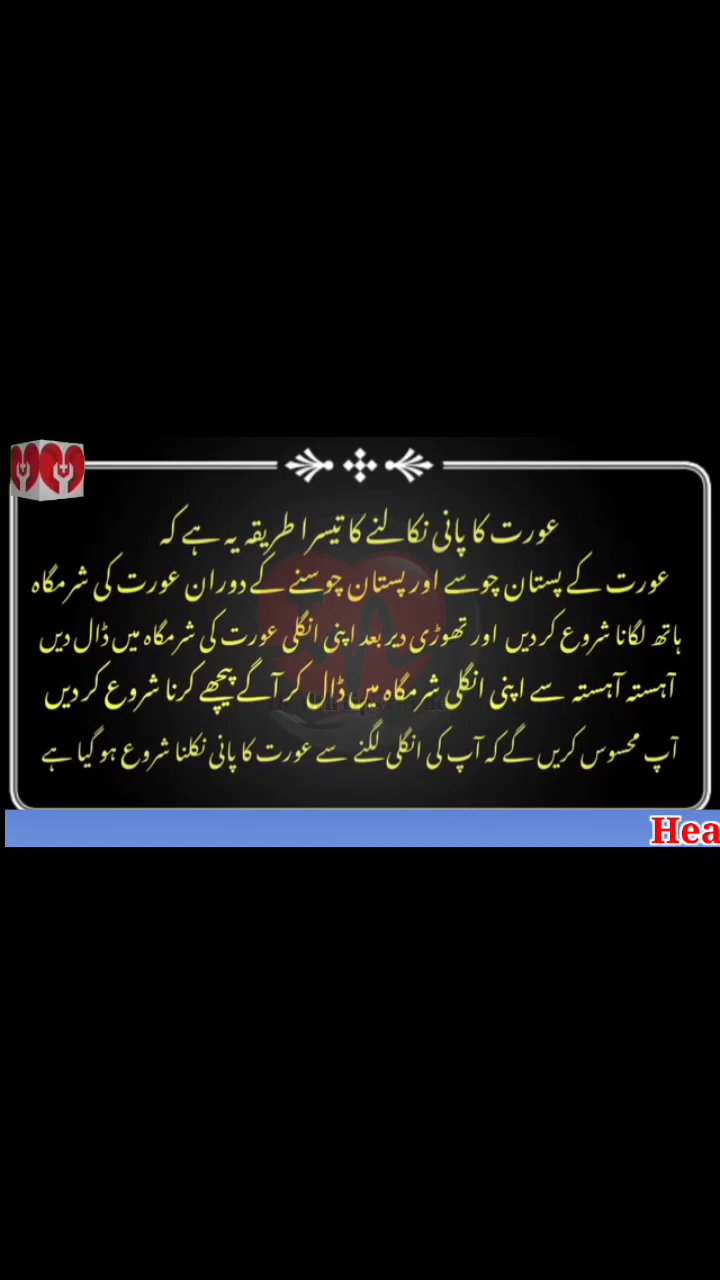 عورت کا پانی نکالنے کا تیسرا طریقہ یہ ہے کہ
عورت کے پستان چوسے اور پستان چوسنے کے دوران عورت کی شرمگاہ
ہاتھ لگانا شروع کر دیں اور تھوڑی دیر بعد اپنی انگلی عورت کی شرمگاہ میں ڈال دیں
آہستہ آہستہ سے اپنی انگلی شرمگاہ میں ڈال کر آگے پیچھے کرنا شروع کر دیں
آپ محسوس کریں گے کہ آپ کی انگلی لگنے سے عورت کا پانی نکلنا شروع ہو گیا ہے
Hea